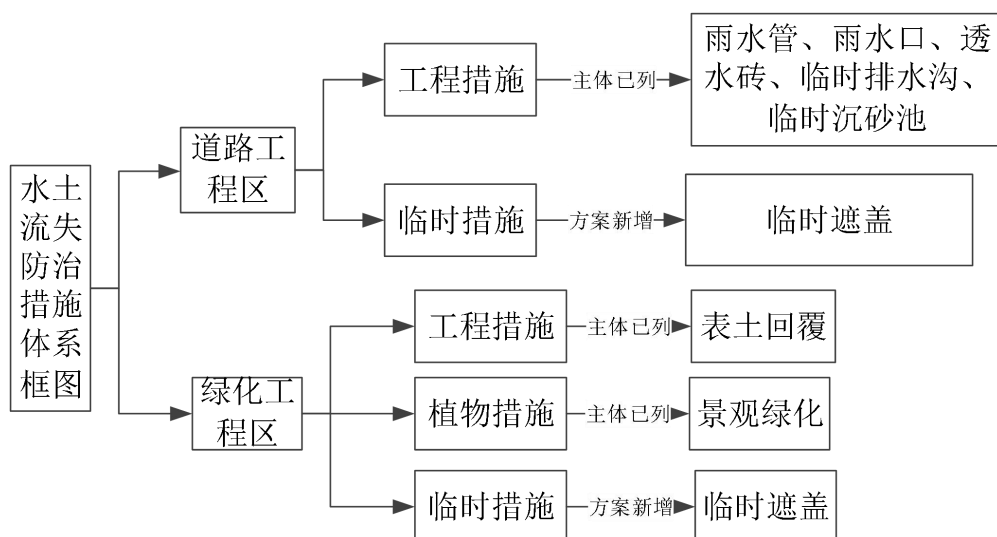 水土
流失
防治
措施
体系
框图
道路工
程区
工程措施
主体已列
雨水管、雨水口、透
水砖、临时排水沟、
临时沉砂池
临时措施
方案新增
临时遮盖
绿化工
程区
工程措施
主体已列
表土回覆
植物措施
主体已列
景观绿化
临时措施
方案新增
临时遮盖